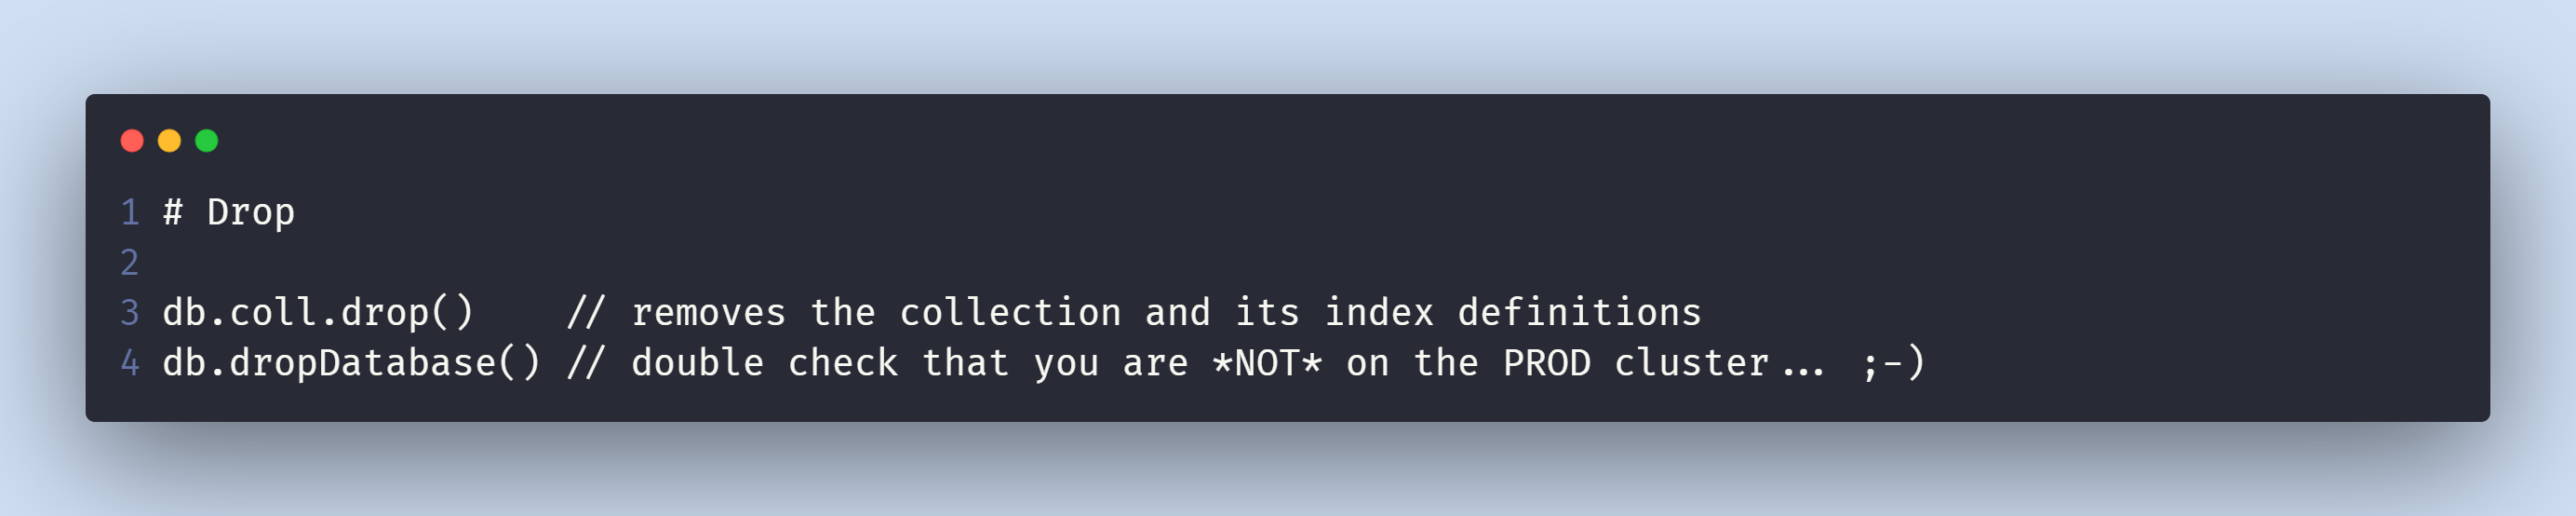 1 # Drop
2
3 db.coll.drop()    // removes the collection and its index definitions
4 db.dropDatabase() // double check that you are *NOT* on the PROD cluster... ;-)